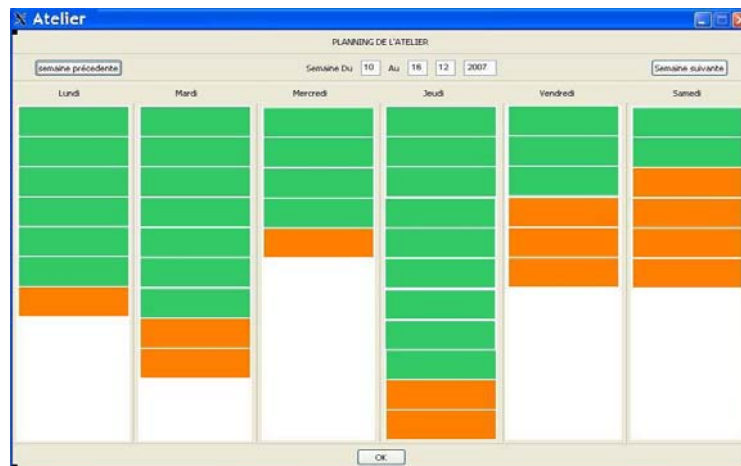 Atelier
PLANNING DE L'ATELIER
semaine précedente Semaine Du 10 Au 16 12 2007 Semaine suivante
Lundi Mardi Mercredi Jeudi Vendredi Samedi
OK